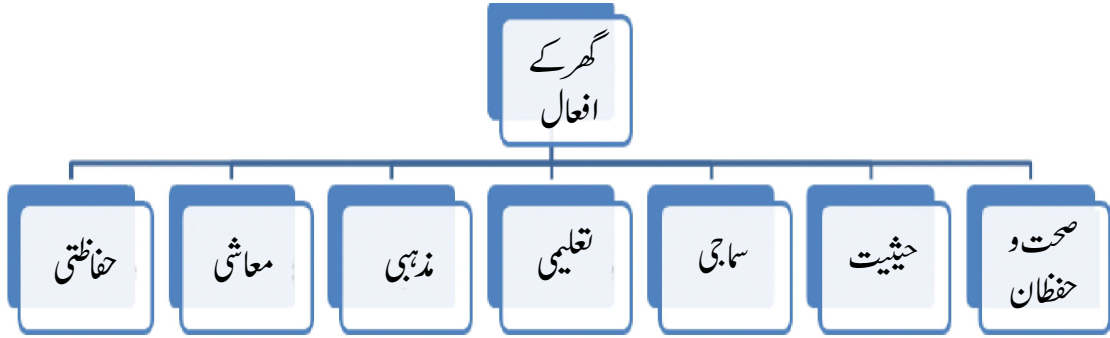 گھر کے
افعال
صحت و
حفظان
حیثیت
سماجی
تعلیمی
مذہبی
معاشی
حفاظتی